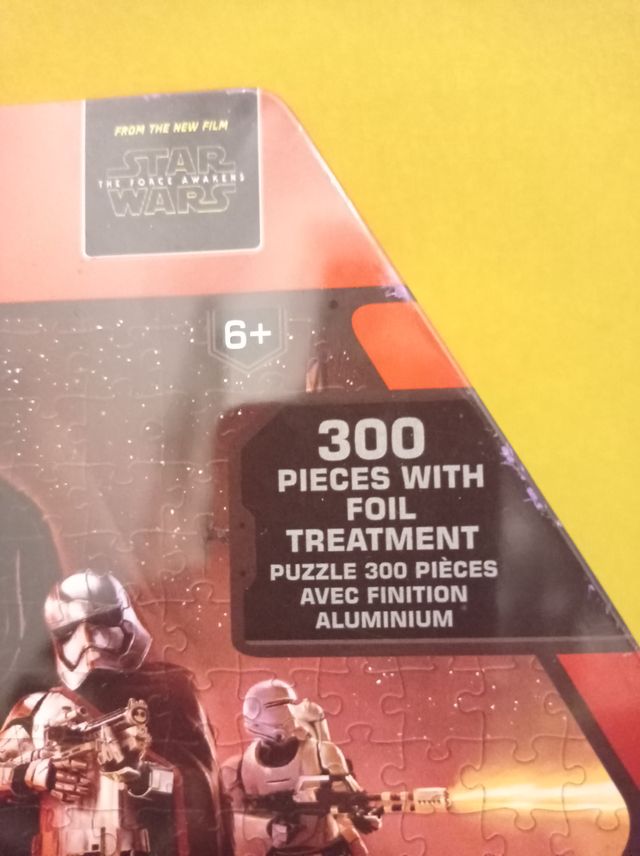 FROM THE NEW FILM
STAR
THE FORCE AWAKENS
WARS
6+
300
PIECES WITH
FOIL
TREATMENT
PUZZLE 300 PIÈCES
AVEC FINITION
ALUMINIUM